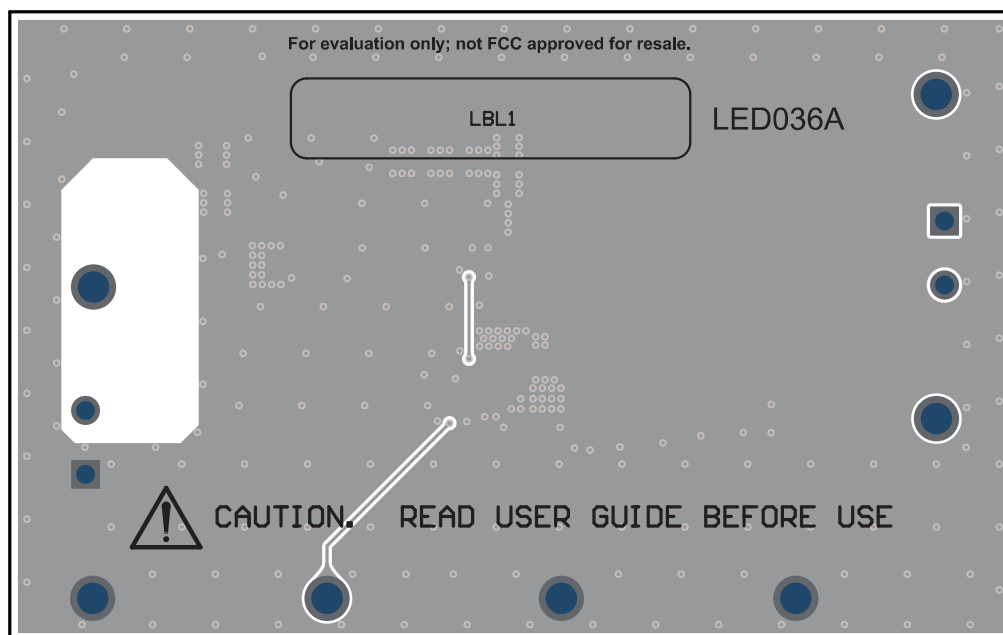 For evaluation only; not FCC approved for resale.
LBL1
LED036A
CAUTION. READ USER GUIDE BEFORE USE